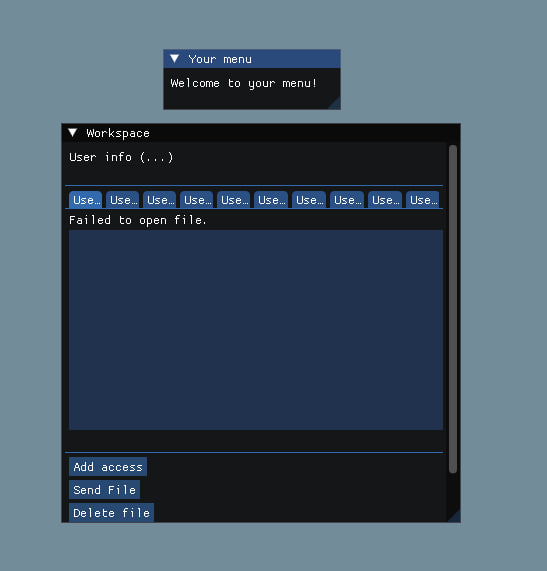 Your menu
Welcome to your menu!
Workspace
User info (...)
Use… Use… Use… Use… Use… Use… Use… Use… Use… Use…
Failed to open file.
Add access
Send File
Delete file